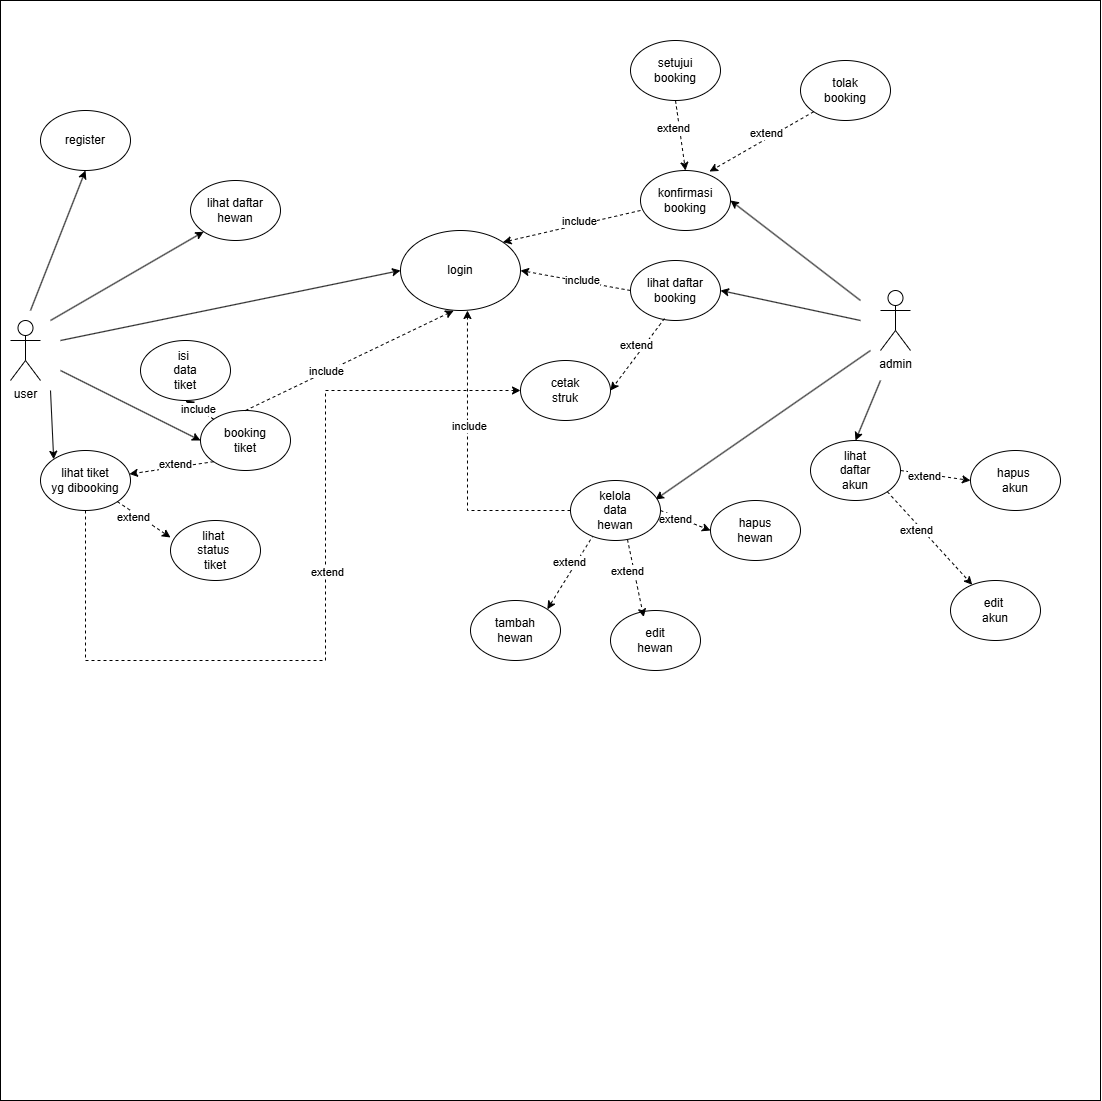 setujui
booking
tolak
booking
extend
extend
register
konfirmasi
booking
lihat daftar
hewan
include
login
include
lihat daftar
booking
extend
admin
isi
data
tiket
include
cetak
struk
user
include
booking
tiket
include
extend
lihat tiket
yg dibooking
extend
lihat
status
tiket
extend
kelola
data
hewan
extend
hapus
hewan
extend
extend
tambah
hewan
edit
hewan
lihat
daftar
akun
extend
hapus
akun
extend
edit
akun